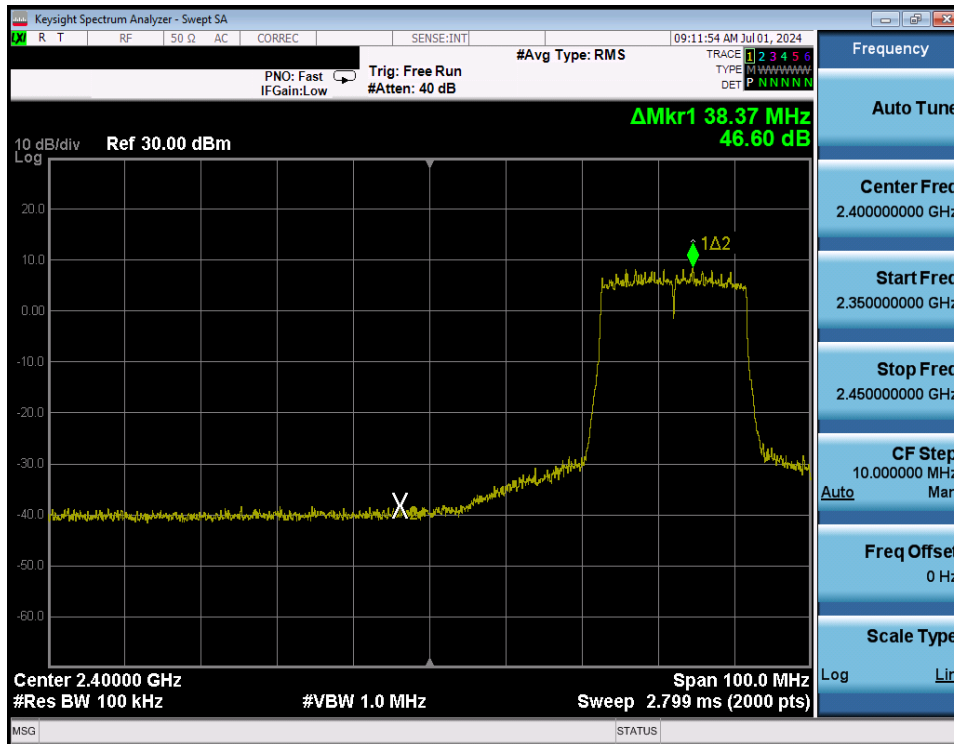 Keysight Spectrum Analyzer - Swept SA
LXI R T RF 50 Ω AC CORREC SENSE:INT 09:11:54 AM Jul 01, 2024
#Avg Type: RMS TRACE 1 2 3 4 5 6
PNO: Fast Trig: Free Run TYPE M W W W W W
IFGain:Low #Atten: 40 dB DET P N N N N N
ΔMkr1 38.37 MHz
46.60 dB
10 dB/div Ref 30.00 dBm
Log
20.0
10.0
0.00
-10.0
-20.0
-30.0
-40.0
-50.0
-60.0
1Δ2
X
Center 2.40000 GHz Span 100.0 MHz
#Res BW 100 kHz #VBW 1.0 MHz Sweep 2.799 ms (2000 pts)
MSG STATUS
Frequency
Auto Tune
Center Freq
2.400000000 GHz
Start Freq
2.350000000 GHz
Stop Freq
2.450000000 GHz
CF Step
10.000000 MHz
Auto Man
Freq Offset
0 Hz
Scale Type
Log Lin